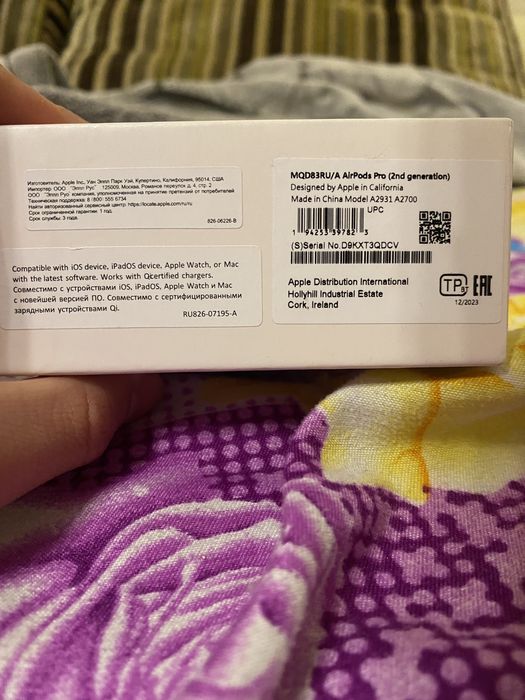 Изготовитель: Apple Inc., Уан Эппл Парк Уэй, Купертино, Калифорния, 95014, США
Импортер ООО "Эппл Рус" 125009, Москва, Романов переулок д. 4, стр. 2
ООО "Эппл Рус" компания, уполномоченная на принятие претензий от потребителей
Техническая поддержка: 8 (800) 555 6734
Найти авторизованный сервисный центр: https://locate.apple.com/ru/ru
Срок ограниченной гарантии: 1 год.
Срок службы: 3 года.
826-06226-B
Compatible with iOS device, iPadOS device, Apple Watch, or Mac
with the latest software. Works with Qi certified chargers.
Совместимо с устройствами iOS, iPadOS, Apple Watch и Mac
с новейшей версией ПО. Совместимо с сертифицированными
зарядными устройствами Qi.
RU826-07195-A
MQD83RU/A AirPods Pro (2nd generation)
Designed by Apple in California
Made in China Model A2931 A2700
UPC
1 94253 39782 3
(S)Serial No.D9KXT3QDCV
Apple Distribution International
Hollyhill Industrial Estate
Cork, Ireland
TP BT EAC
12/2023